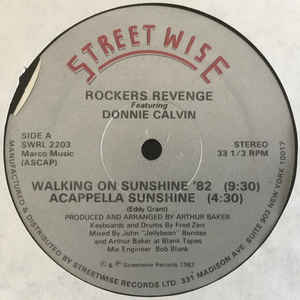 STREET WISE
ROCKERS REVENGE
Featuring
DONNIE CALVIN
SIDE A
SWRL 2203
Marco Music
(ASCAP)
STEREO
33 1/3 RPM
WALKING ON SUNSHINE '82 (9:30)
ACAPPELLA SUNSHINE (4:30)
(Eddy Grant)
PRODUCED AND ARRANGED BY ARTHUR BAKER
Keyboards and Drums By Fred Zarr
Mixed By John "Jellybean" Benitez
and Arthur Baker at Blank Tapes
Mix Engineer Bob Blank
© ℗ Streetwise Records 1982
MANUFACTURED & DISTRIBUTED BY STREETWISE RECORDS LTD. 331 MADISON AVE. SUITE 903 NEW YORK 10017